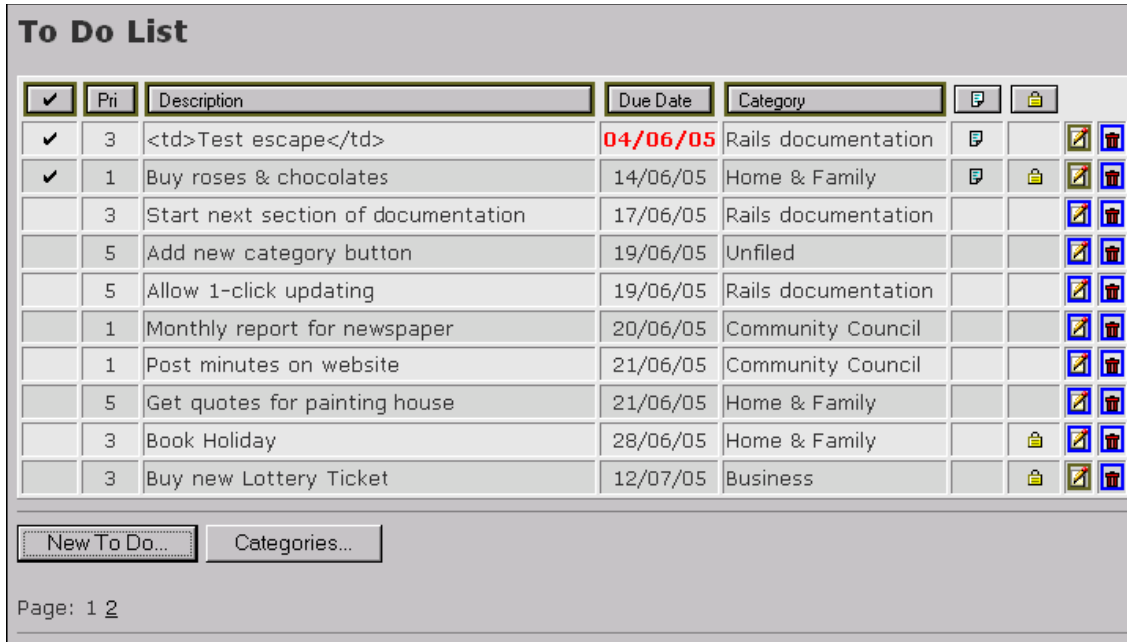 To Do List
✔ Pri Description Due Date Category
✔ 3 <td>Test escape</td> 04/06/05 Rails documentation
✔ 1 Buy roses & chocolates 14/06/05 Home & Family
3 Start next section of documentation 17/06/05 Rails documentation
5 Add new category button 19/06/05 Unfiled
5 Allow 1-click updating 19/06/05 Rails documentation
1 Monthly report for newspaper 20/06/05 Community Council
1 Post minutes on website 21/06/05 Community Council
5 Get quotes for painting house 21/06/05 Home & Family
3 Book Holiday 28/06/05 Home & Family
3 Buy new Lottery Ticket 12/07/05 Business
New To Do... Categories...
Page: 1 2